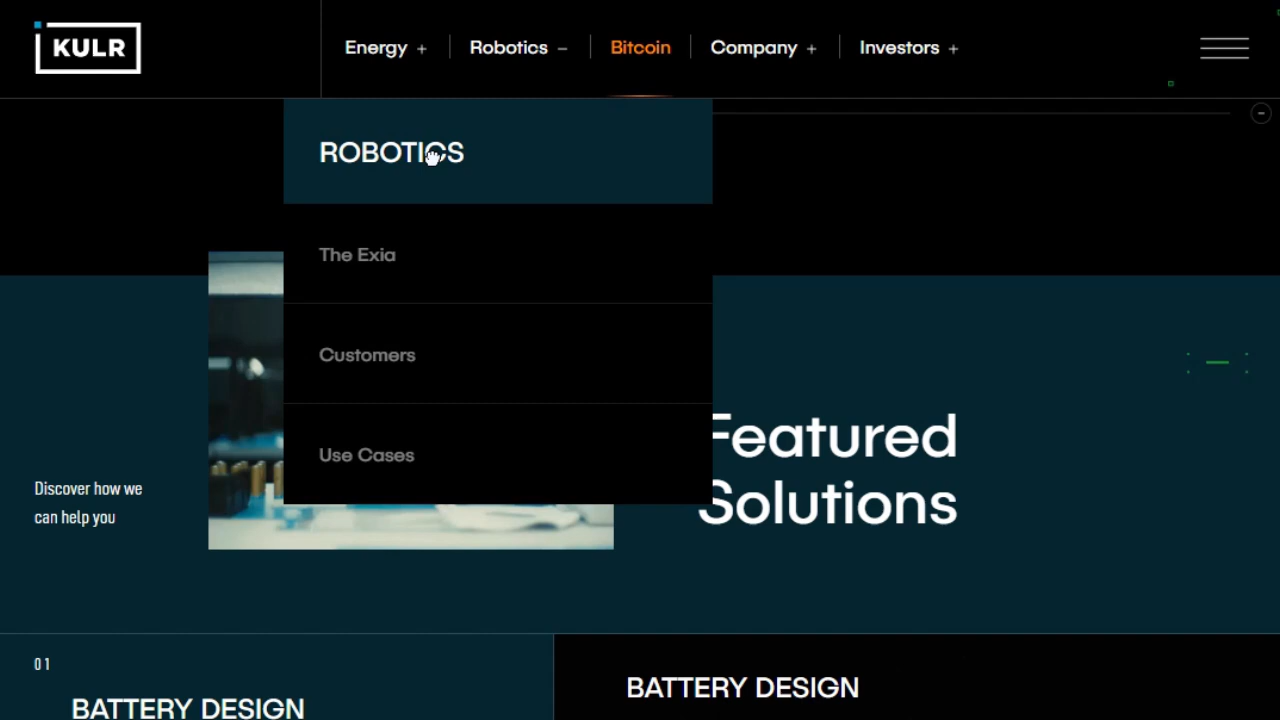 KULR
Energy + Robotics − Bitcoin Company + Investors +
ROBOTICS
The Exia
Customers
Use Cases
Discover how we
can help you
Featured
Solutions
01
BATTERY DESIGN
BATTERY DESIGN